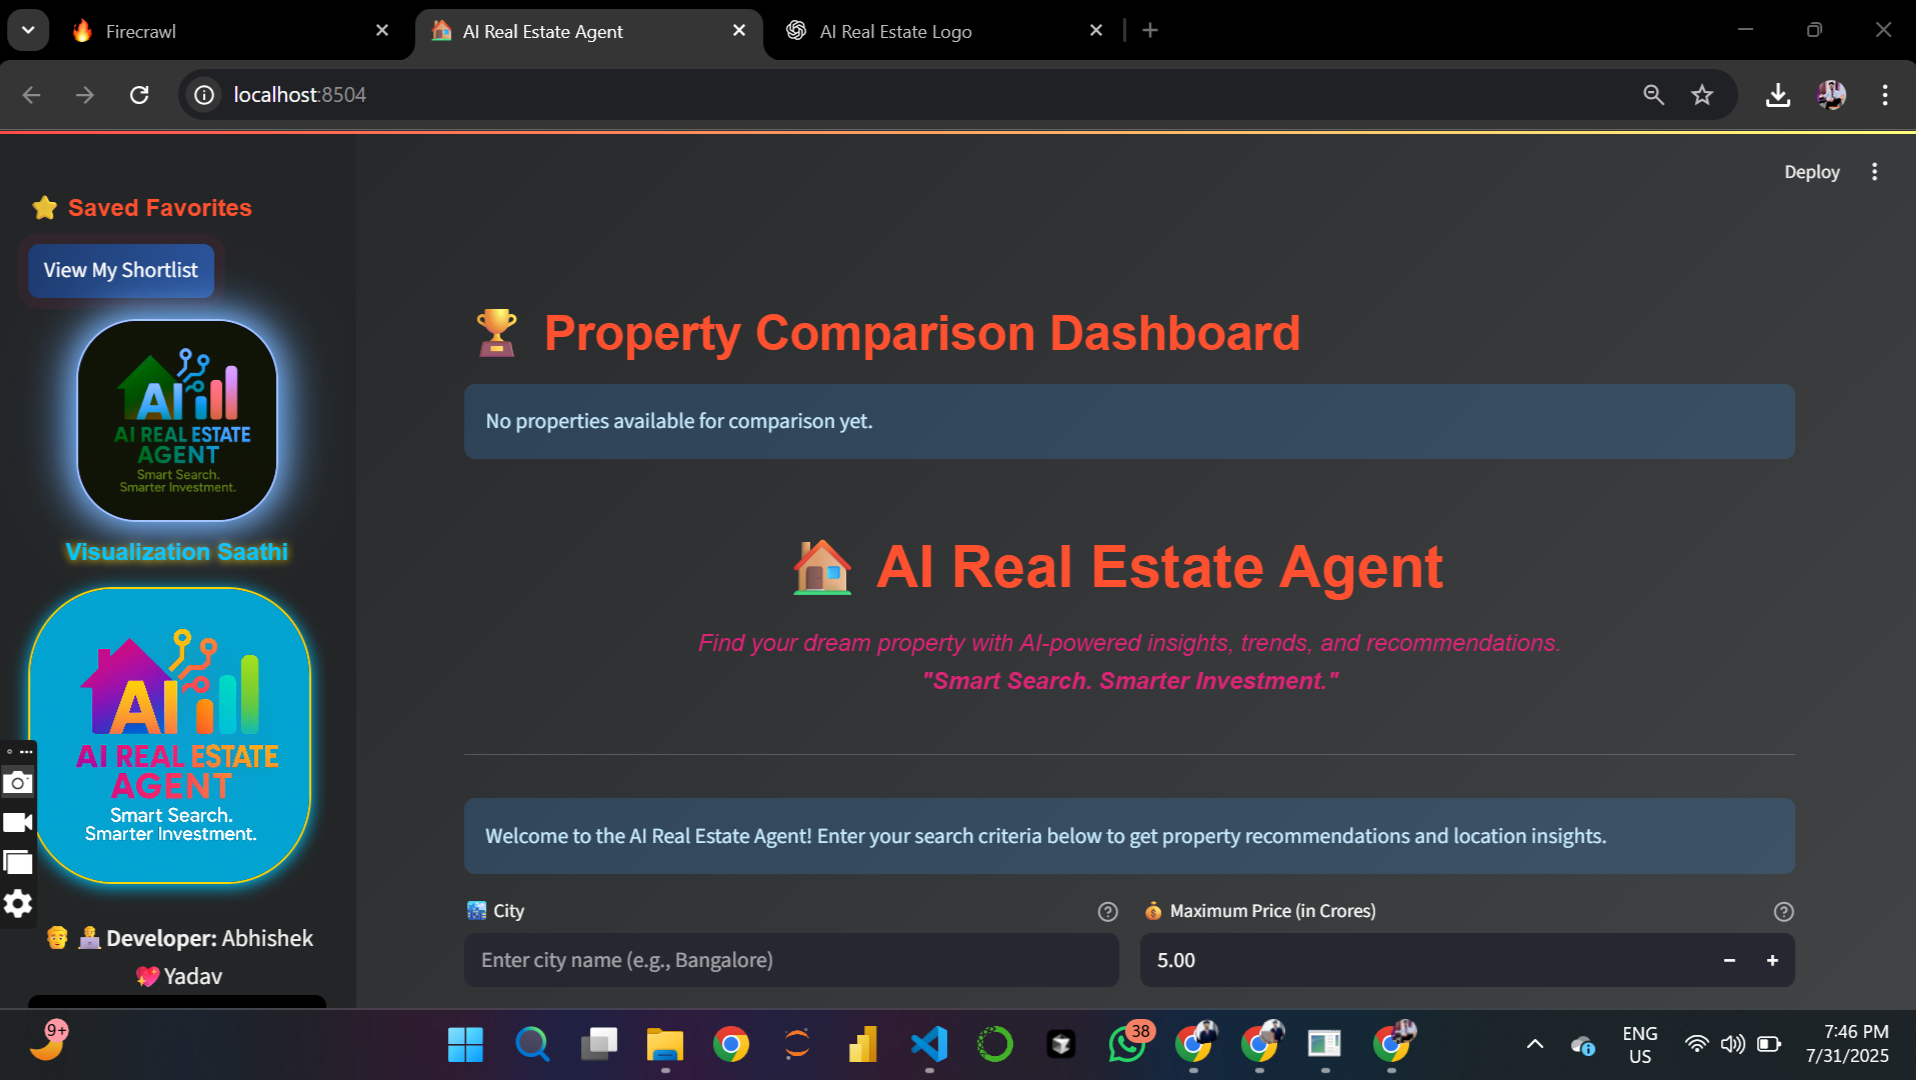 Firecrawl
AI Real Estate Agent
AI Real Estate Logo
localhost:8504
Deploy
Saved Favorites
View My Shortlist
AI
AI REAL ESTATE
AGENT
Smart Search.
Smarter Investment.
Visualization Saathi
AI
AI REAL ESTATE
AGENT
Smart Search.
Smarter Investment.
Developer: Abhishek
Yadav
Property Comparison Dashboard
No properties available for comparison yet.
AI Real Estate Agent
Find your dream property with AI-powered insights, trends, and recommendations.
"Smart Search. Smarter Investment."
Welcome to the AI Real Estate Agent! Enter your search criteria below to get property recommendations and location insights.
City
Maximum Price (in Crores)
Enter city name (e.g., Bangalore)
5.00
9+
38
ENG
US
7:46 PM
7/31/2025